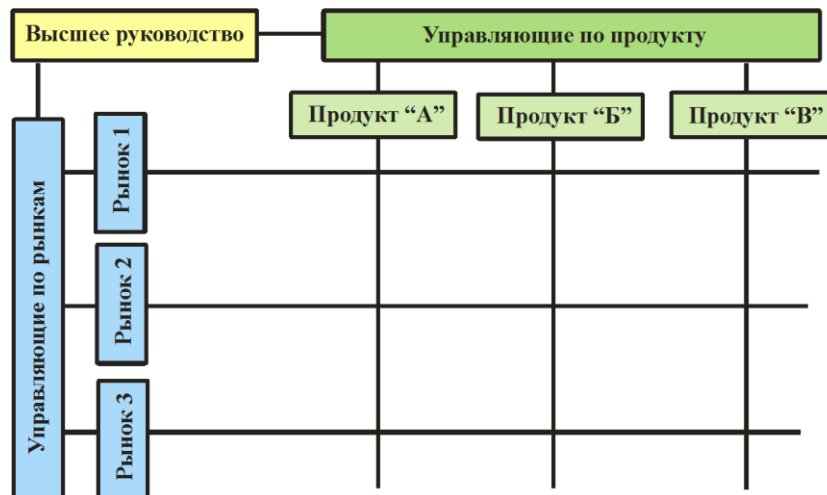 Высшее руководство
Управляющие по продукту
Продукт “А”
Продукт “Б”
Продукт “В”
Управляющие по рынкам
Рынок 1
Рынок 2
Рынок 3